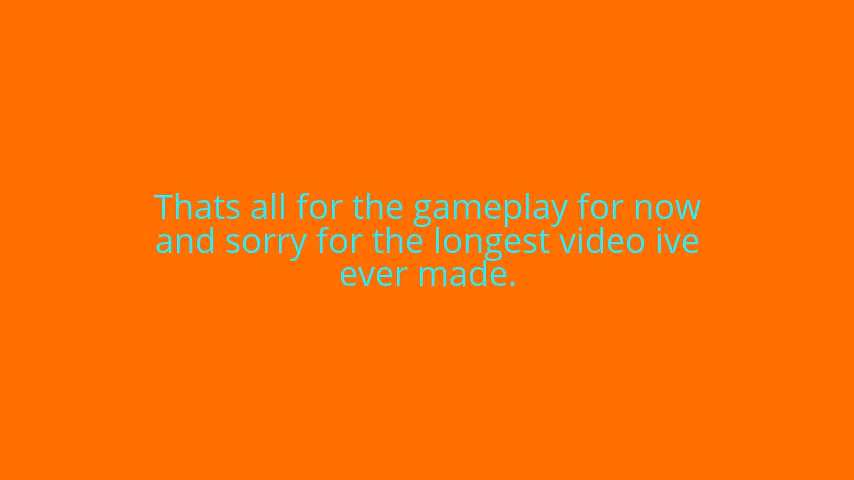 Thats all for the gameplay for now
and sorry for the longest video ive
ever made.